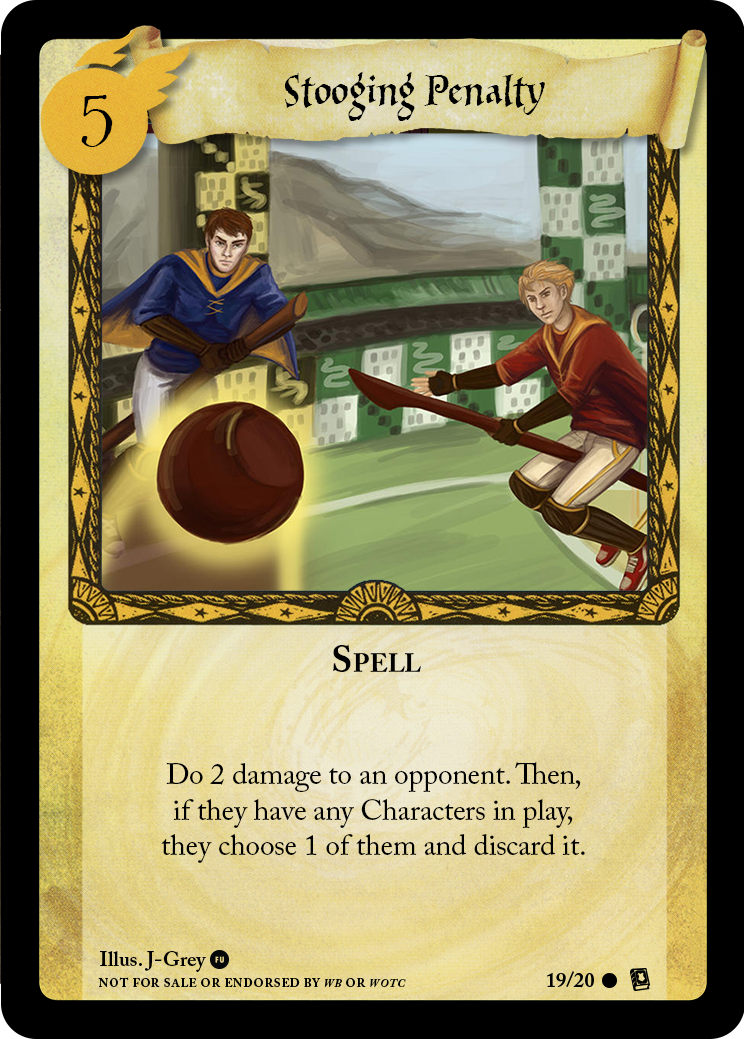 5
Stooging Penalty
Spell
Do 2 damage to an opponent. Then,
if they have any Characters in play,
they choose 1 of them and discard it.
Illus. J-Grey FU
NOT FOR SALE OR ENDORSED BY WB OR WOTC
19/20